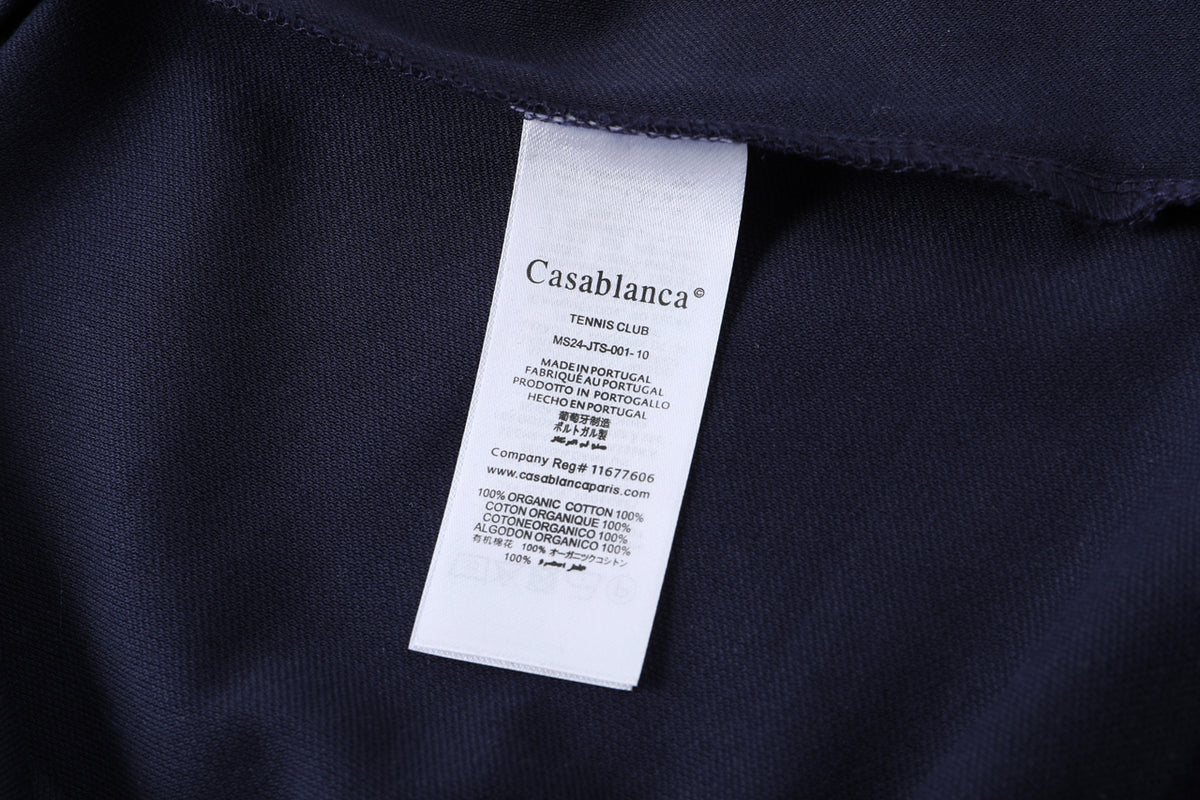 Casablanca©
TENNIS CLUB
MS24-JTS-001-10
MADE IN PORTUGAL
FABRIQUÉ AU PORTUGAL
PRODOTTO IN PORTOGALLO
HECHO EN PORTUGAL
葡萄牙制造
ポルトガル製
Company Reg# 11677606
www.casablancaparis.com
100% ORGANIC COTTON 100%
COTON ORGANIQUE 100%
COTONEORGANICO 100%
ALGODON ORGANICO 100%
有机棉花 100% オーガニックコットン
100%